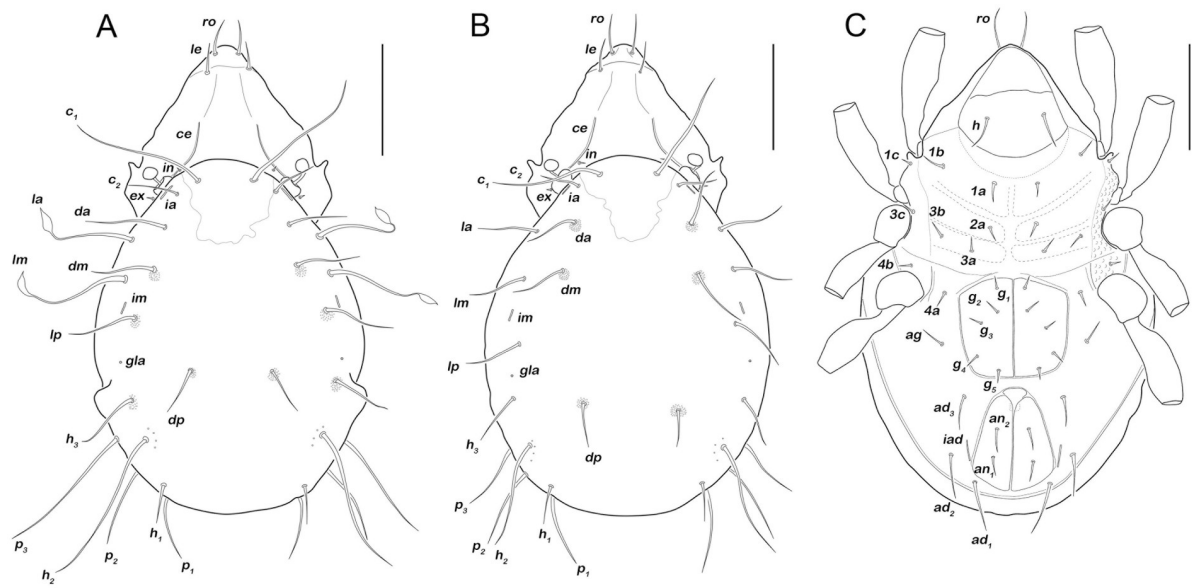 A
ro
le
c1
ce
in
c2
ex
ia
la
da
dm
lm
im
lp
gla
dp
h3
p3
h2
p2
h1
p1
B
ro
le
ce
in
c2
c1
ex
ia
la
da
lm
dm
im
lp
gla
h3
dp
p3
p2
h2
h1
p1
C
ro
h
1c
1b
1a
3c
3b
2a
3a
4b
g1
g2
4a
g3
ag
g4
g5
ad3
an2
iad
an1
ad2
ad1